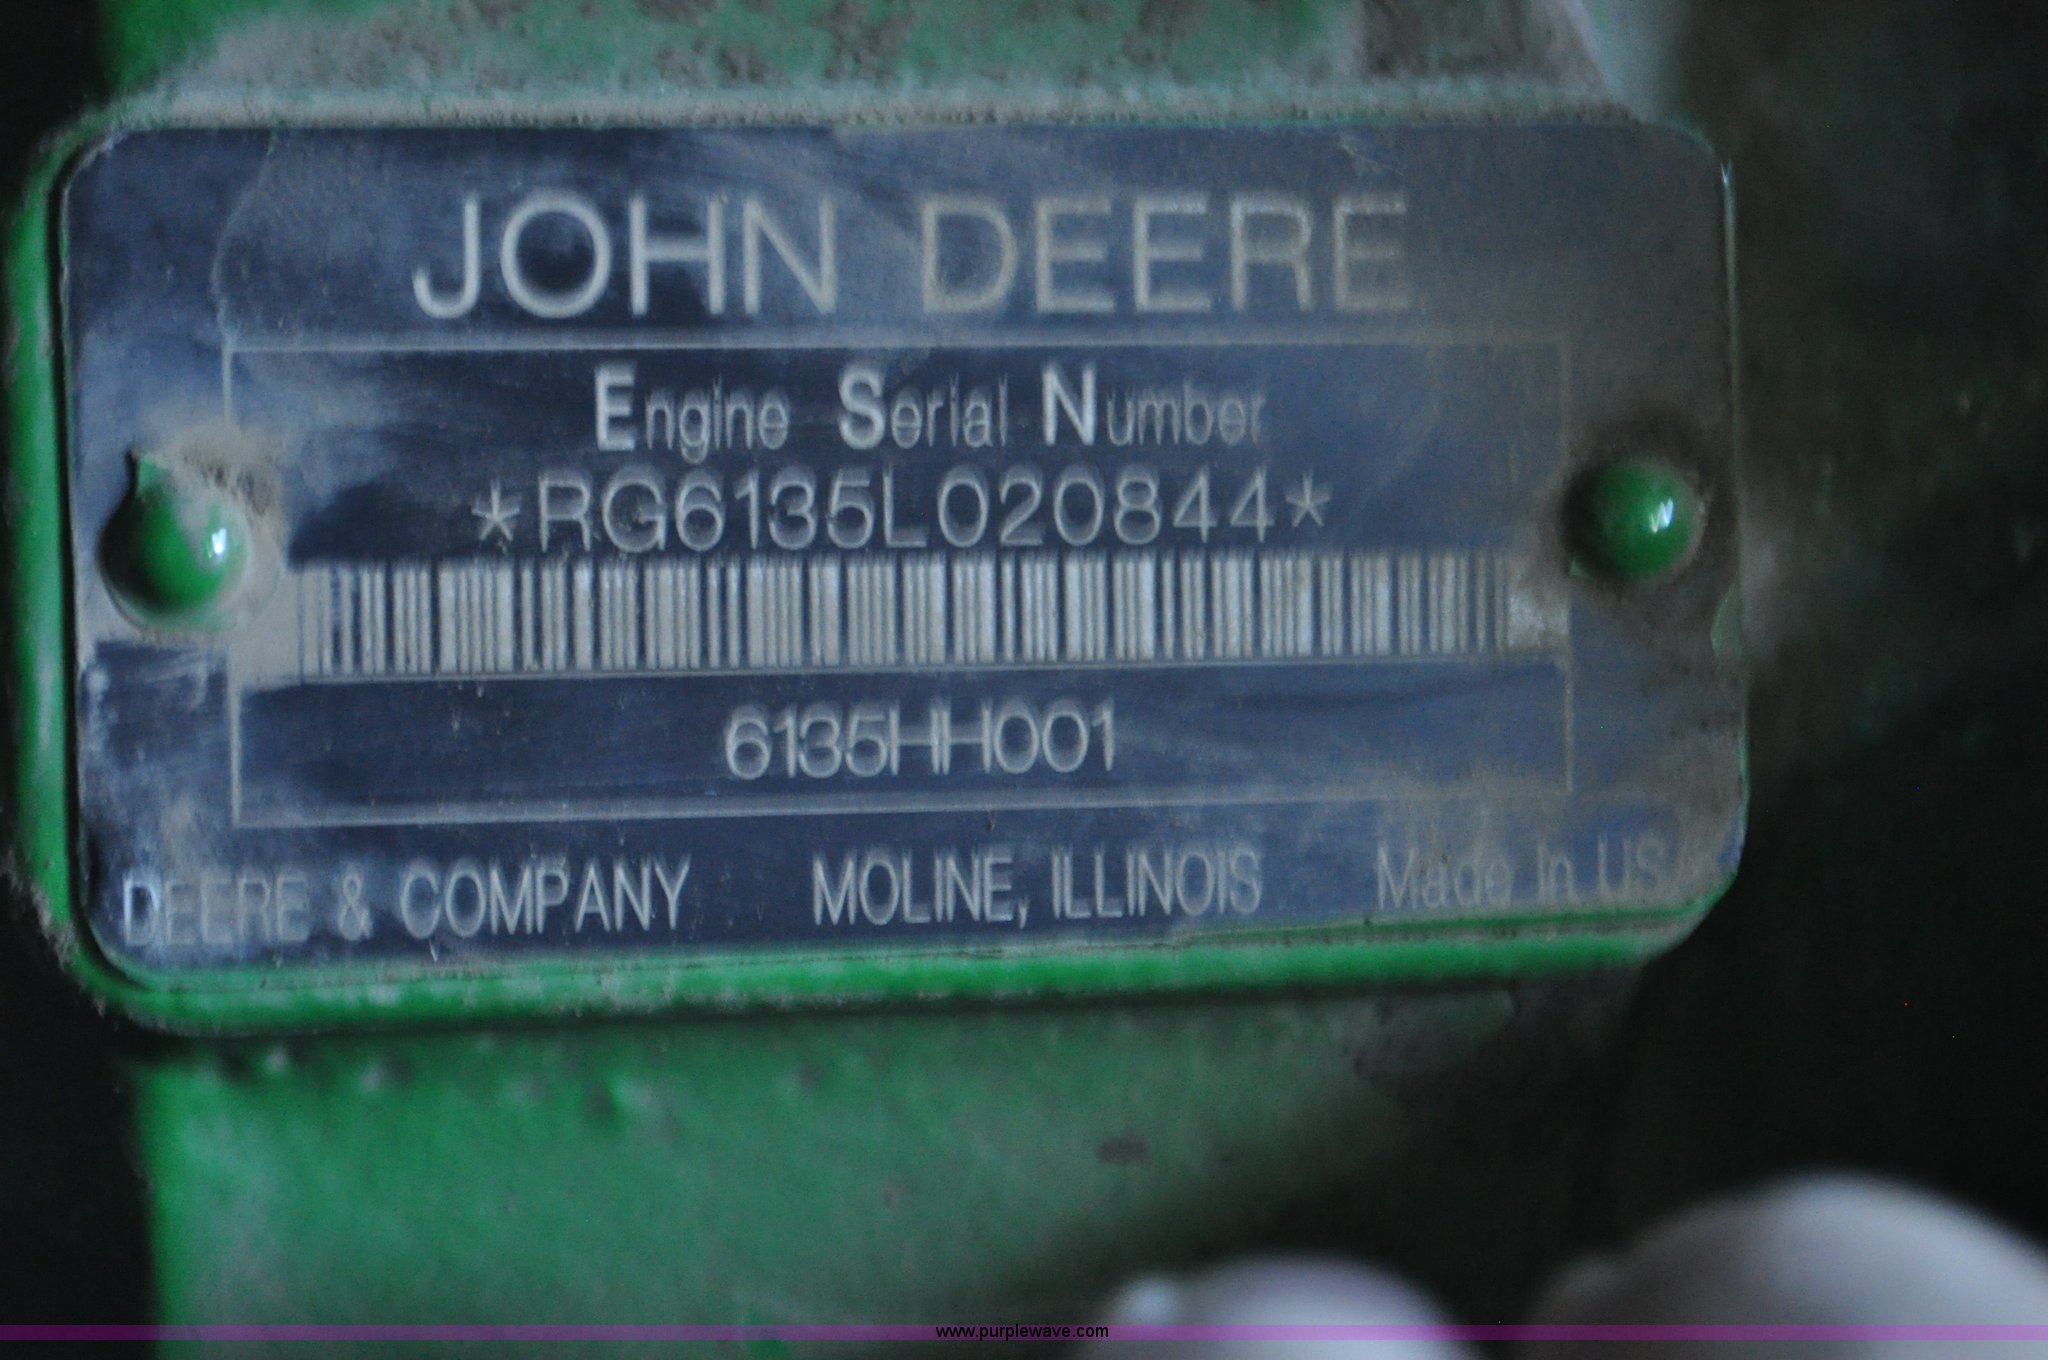 JOHN DEERE
Engine Serial Number
*RG6135L020844*
6135HH001
DEERE & COMPANY MOLINE, ILLINOIS Made in USA
www.purplewave.com